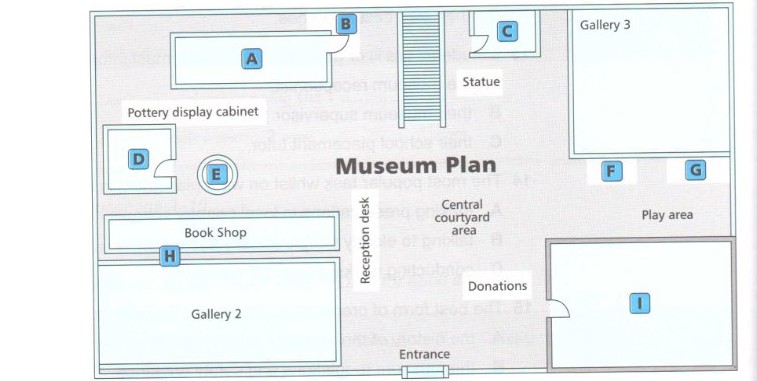 B
A
C
Gallery 3
Statue
Pottery display cabinet
D
E
Museum Plan
F
G
Reception desk
Central
courtyard
area
Play area
Book Shop
H
Donations
I
Gallery 2
Entrance